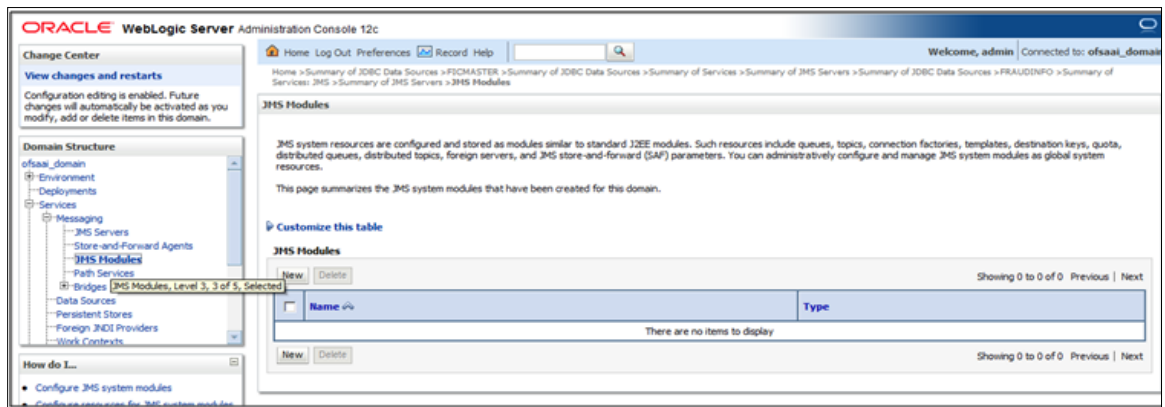 ORACLE WebLogic Server Administration Console 12c
Change Center
View changes and restarts
Configuration editing is enabled. Future
changes will automatically be activated as you
modify, add or delete items in this domain.
Domain Structure
ofsaai_domain
Environment
Deployments
Services
Messaging
JMS Servers
Store-and-Forward Agents
JMS Modules
Path Services
Bridges
JMS Modules, Level 3, 3 of 5, Selected
Data Sources
Persistent Stores
Foreign JNDI Providers
Work Contexts
How do I...
Configure JMS system modules
Configure resources for JMS system modules
Home Log Out Preferences Record Help
Welcome, admin Connected to: ofsaai_domain
Home >Summary of JDBC Data Sources >FICMASTER >Summary of JDBC Data Sources >Summary of Services >Summary of JMS Servers >Summary of JDBC Data Sources >FRAUDINFO >Summary of
Services: JMS >Summary of JMS Servers >JMS Modules
JMS Modules
JMS system resources are configured and stored as modules similar to standard J2EE modules. Such resources include queues, topics, connection factories, templates, destination keys, quota,
distributed queues, distributed topics, foreign servers, and JMS store-and-forward (SAF) parameters. You can administratively configure and manage JMS system modules as global system
resources.
This page summarizes the JMS system modules that have been created for this domain.
Customize this table
JMS Modules
New Delete Showing 0 to 0 of 0 Previous | Next
Name Type
There are no items to display
New Delete Showing 0 to 0 of 0 Previous | Next